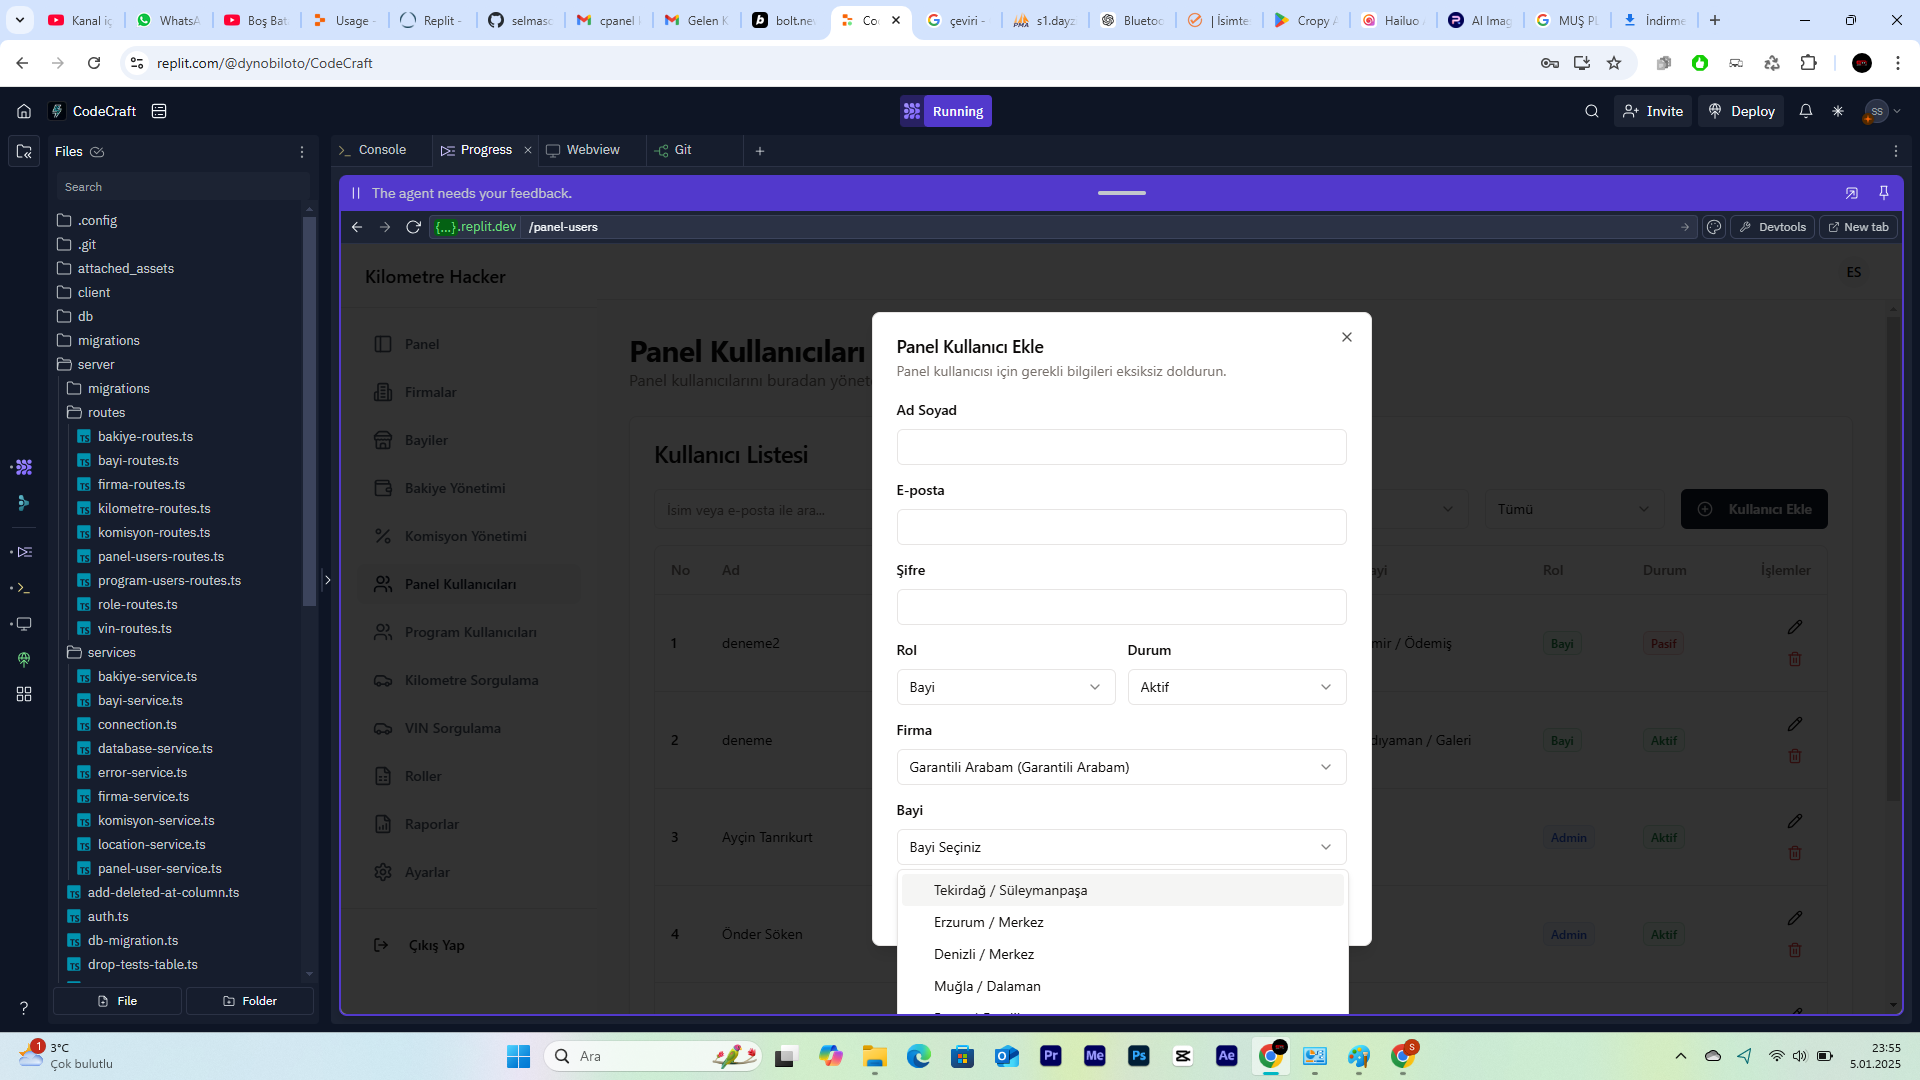 Kanal iç
WhatsA
Boş Bat
Usage -
Replit -
selmasc
cpanel l
Gelen K
bolt.nev
Co
çeviri -
s1.dayz
Bluetoo
| İsimte
Cropy A
Hailuo A
AI Imag
MUŞ PL
İndirme
replit.com/@dynobiloto/CodeCraft
CodeCraft
Running
Invite
Deploy
SS
Files
Console
Progress
Webview
Git
Search
.config
.git
attached_assets
client
db
migrations
server
migrations
routes
bakiye-routes.ts
bayi-routes.ts
firma-routes.ts
kilometre-routes.ts
komisyon-routes.ts
panel-users-routes.ts
program-users-routes.ts
role-routes.ts
vin-routes.ts
services
bakiye-service.ts
bayi-service.ts
connection.ts
database-service.ts
error-service.ts
firma-service.ts
komisyon-service.ts
location-service.ts
panel-user-service.ts
add-deleted-at-column.ts
auth.ts
db-migration.ts
drop-tests-table.ts
File
Folder
The agent needs your feedback.
{...}.replit.dev /panel-users
Devtools
New tab
Kilometre Hacker
ES
Panel
Firmalar
Bayiler
Bakiye Yönetimi
Komisyon Yönetimi
Panel Kullanıcıları
Program Kullanıcıları
Kilometre Sorgulama
VIN Sorgulama
Roller
Raporlar
Ayarlar
Çıkış Yap
Panel Kullanıcıları
Panel kullanıcılarını buradan yönete
Kullanıcı Listesi
İsim veya e-posta ile ara...
Tümü
Kullanıcı Ekle
No Ad ayi Rol Durum İşlemler
1 deneme2 mir / Ödemiş Bayi Pasif
2 deneme dıyaman / Galeri Bayi Aktif
3 Ayçin Tanrıkurt Admin Aktif
4 Önder Söken Admin Aktif
Panel Kullanıcı Ekle
Panel kullanıcısı için gerekli bilgileri eksiksiz doldurun.
Ad Soyad
E-posta
Şifre
Rol
Durum
Bayi
Aktif
Firma
Garantili Arabam (Garantili Arabam)
Bayi
Bayi Seçiniz
Tekirdağ / Süleymanpaşa
Erzurum / Merkez
Denizli / Merkez
Muğla / Dalaman
1
3°C
Çok bulutlu
Ara
Pr
Me
Ps
Ae
S
23:55
5.01.2025